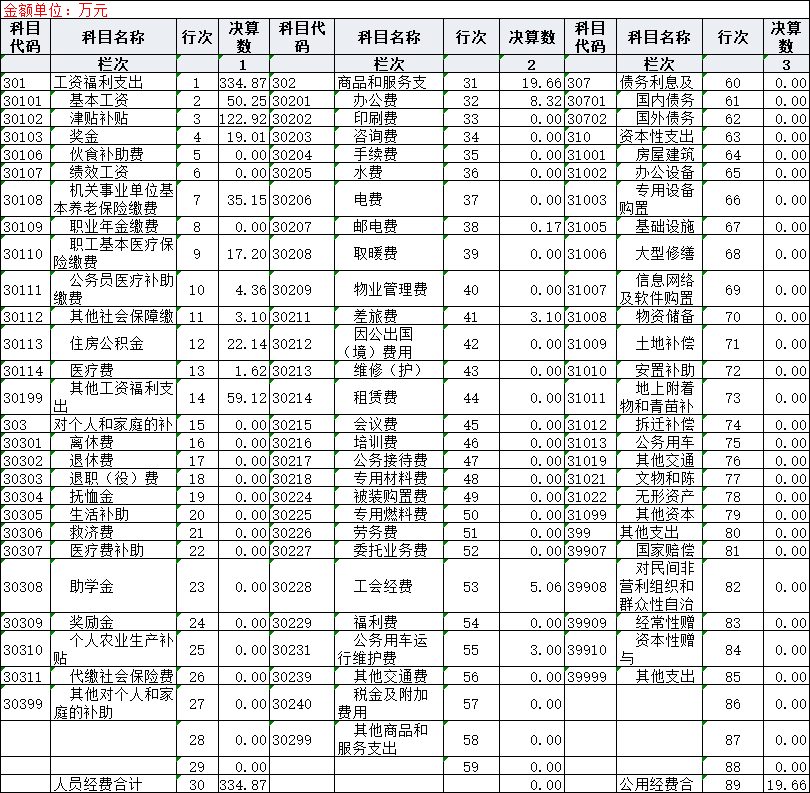 金额单位：万元
科目代码 科目名称 行次 决算数 科目代码 科目名称 行次 决算数 科目代码 科目名称 行次 决算数
栏次 1 栏次 2 栏次 3
301 工资福利支出 1 334.87 302 商品和服务支 31 19.66 307 债务利息及 60 0.00
30101 基本工资 2 50.25 30201 办公费 32 8.32 30701 国内债务 61 0.00
30102 津贴补贴 3 122.92 30202 印刷费 33 0.00 30702 国外债务 62 0.00
30103 奖金 4 19.01 30203 咨询费 34 0.00 310 资本性支出 63 0.00
30106 伙食补助费 5 0.00 30204 手续费 35 0.00 31001 房屋建筑 64 0.00
30107 绩效工资 6 0.00 30205 水费 36 0.00 31002 办公设备 65 0.00
30108 机关事业单位基本养老保险缴费 7 35.15 30206 电费 37 0.00 31003 专用设备购置 66 0.00
30109 职业年金缴费 8 0.00 30207 邮电费 38 0.17 31005 基础设施 67 0.00
30110 职工基本医疗保险缴费 9 17.20 30208 取暖费 39 0.00 31006 大型修缮 68 0.00
30111 公务员医疗补助缴费 10 4.36 30209 物业管理费 40 0.00 31007 信息网络及软件购置 69 0.00
30112 其他社会保障缴 11 3.10 30211 差旅费 41 3.10 31008 物资储备 70 0.00
30113 住房公积金 12 22.14 30212 因公出国（境）费用 42 0.00 31009 土地补偿 71 0.00
30114 医疗费 13 1.62 30213 维修（护） 43 0.00 31010 安置补助 72 0.00
30199 其他工资福利支出 14 59.12 30214 租赁费 44 0.00 31011 地上附着物和青苗补 73 0.00
303 对个人和家庭的补 15 0.00 30215 会议费 45 0.00 31012 拆迁补偿 74 0.00
30301 离休费 16 0.00 30216 培训费 46 0.00 31013 公务用车 75 0.00
30302 退休费 17 0.00 30217 公务接待费 47 0.00 31019 其他交通 76 0.00
30303 退职（役）费 18 0.00 30218 专用材料费 48 0.00 31021 文物和陈 77 0.00
30304 抚恤金 19 0.00 30224 被装购置费 49 0.00 31022 无形资产 78 0.00
30305 生活补助 20 0.00 30225 专用燃料费 50 0.00 31099 其他资本 79 0.00
30306 救济费 21 0.00 30226 劳务费 51 0.00 399 其他支出 80 0.00
30307 医疗费补助 22 0.00 30227 委托业务费 52 0.00 39907 国家赔偿 81 0.00
30308 助学金 23 0.00 30228 工会经费 53 5.06 39908 对民间非营利组织和群众性自治 82 0.00
30309 奖励金 24 0.00 30229 福利费 54 0.00 39909 经常性赠 83 0.00
30310 个人农业生产补贴 25 0.00 30231 公务用车运行维护费 55 3.00 39910 资本性赠与 84 0.00
30311 代缴社会保险费 26 0.00 30239 其他交通费 56 0.00 39999 其他支出 85 0.00
30399 其他对个人和家庭的补助 27 0.00 30240 税金及附加费用 57 0.00 86 0.00
28 0.00 30299 其他商品和服务支出 58 0.00 87 0.00
29 0.00 59 0.00 88 0.00
人员经费合计 30 334.87 0.00 公用经费合 89 19.66